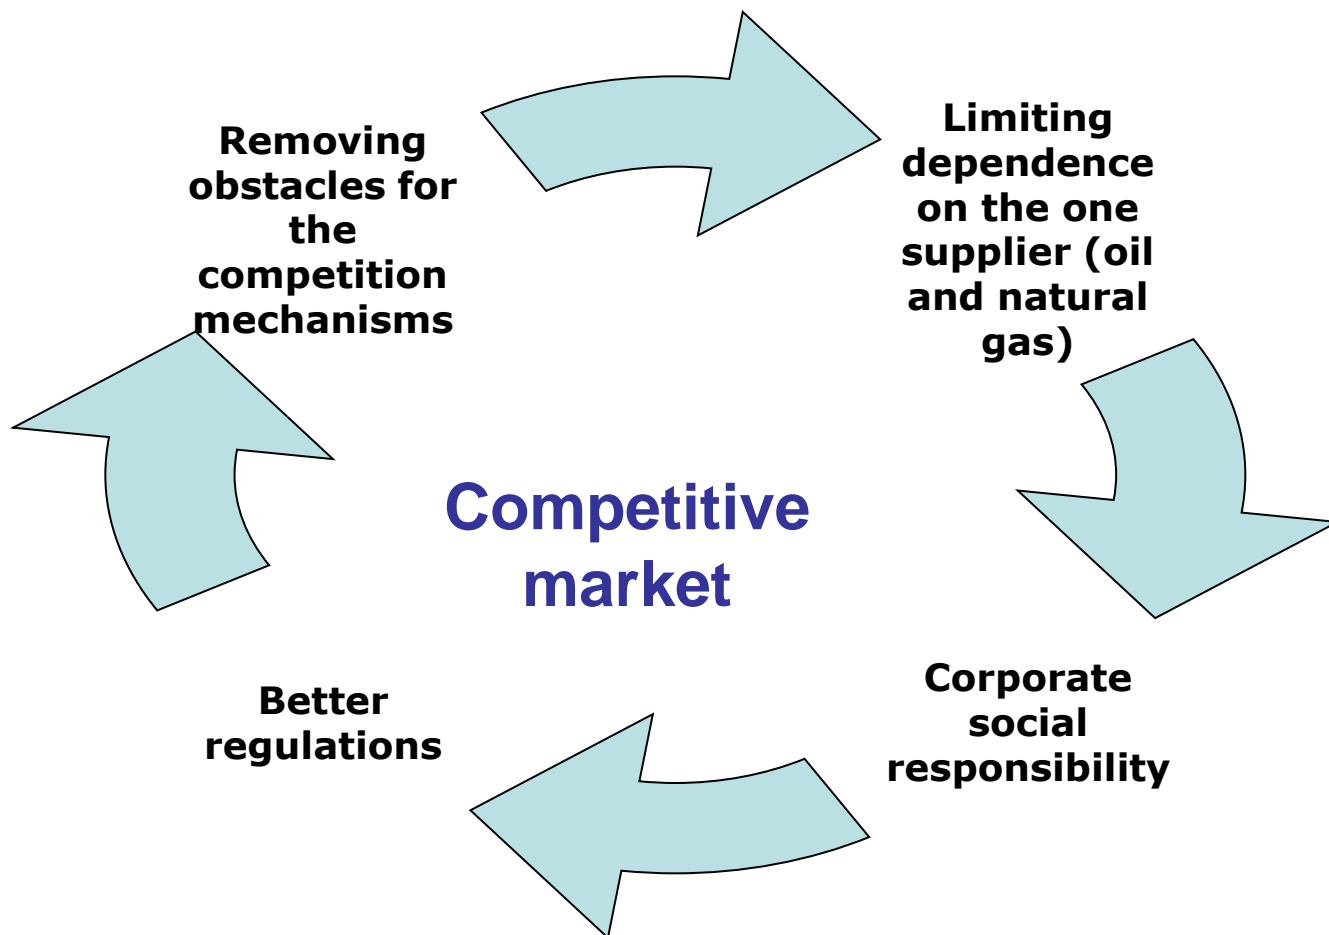 Removing
obstacles for
the
competition
mechanisms
Limiting
dependence
on the one
supplier (oil
and natural
gas)
Competitive
market
Better
regulations
Corporate
social
responsibility